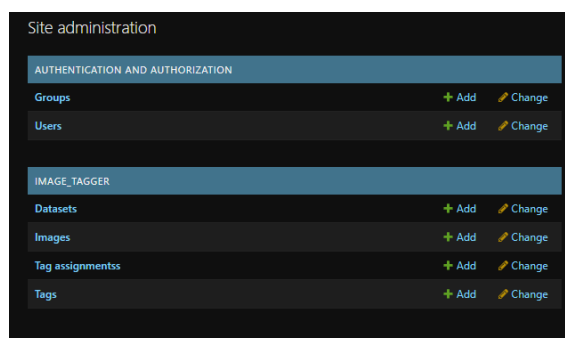 Site administration
AUTHENTICATION AND AUTHORIZATION
Groups Add Change
Users Add Change
IMAGE_TAGGER
Datasets Add Change
Images Add Change
Tag assignmentss Add Change
Tags Add Change